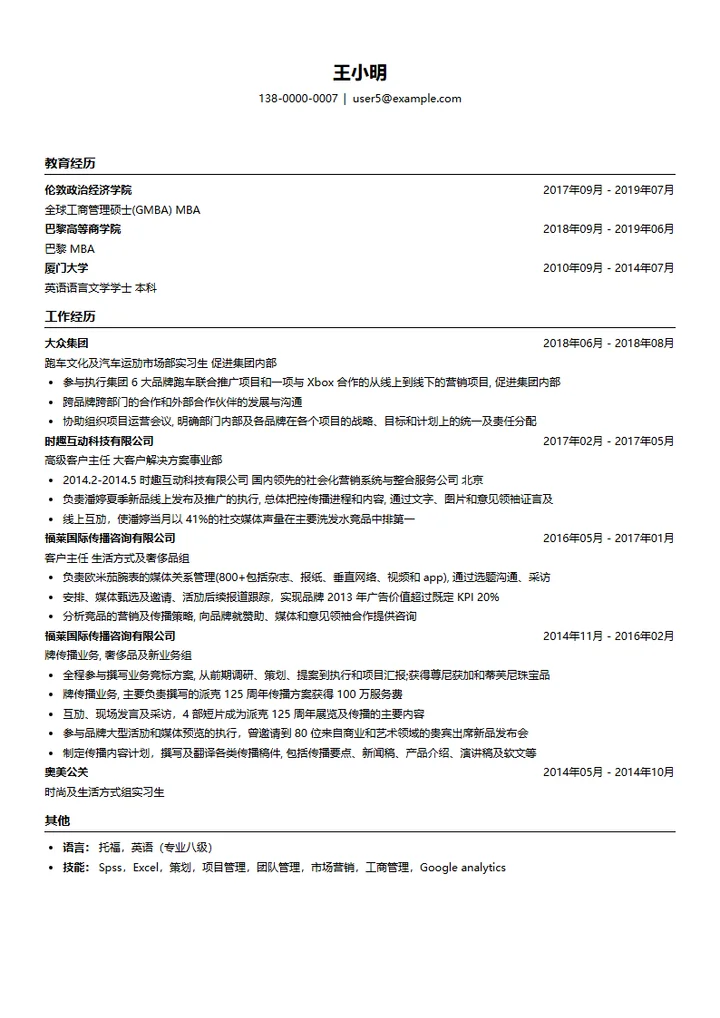 王小明
138-0000-0007 | user5@example.com
教育经历
伦敦政治经济学院 2017年09月 - 2019年07月
全球工商管理硕士(GMBA) MBA
巴黎高等商学院 2018年09月 - 2019年06月
巴黎 MBA
厦门大学 2010年09月 - 2014年07月
英语语言文学学士 本科
工作经历
大众集团 2018年06月 - 2018年08月
跑车文化及汽车运动市场部实习生 促进集团内部
• 参与执行集团 6 大品牌跑车联合推广项目和一项与 Xbox 合作的从线上到线下的营销项目, 促进集团内部
• 跨品牌跨部门的合作和外部合作伙伴的发展与沟通
• 协助组织项目运营会议, 明确部门内部及各品牌在各个项目的战略、目标和计划上的统一及责任分配
时趣互动科技有限公司 2017年02月 - 2017年05月
高级客户主任 大客户解决方案事业部
• 2014.2-2014.5 时趣互动科技有限公司 国内领先的社会化营销系统与整合服务公司 北京
• 负责潘婷夏季新品线上发布及推广的执行, 总体把控传播进程和内容, 通过文字、图片和意见领袖证言及
• 线上互动，使潘婷当月以 41%的社交媒体声量在主要洗发水竞品中排第一
福莱国际传播咨询有限公司 2016年05月 - 2017年01月
客户主任 生活方式及奢侈品组
• 负责欧米茄腕表的媒体关系管理(800+包括杂志、报纸、垂直网络、视频和 app), 通过选题沟通、采访
• 安排、媒体甄选及邀请、活动后续报道跟踪，实现品牌 2013 年广告价值超过既定 KPI 20%
• 分析竞品的营销及传播策略, 向品牌就赞助、媒体和意见领袖合作提供咨询
福莱国际传播咨询有限公司 2014年11月 - 2016年02月
牌传播业务, 奢侈品及新业务组
• 全程参与撰写业务竞标方案, 从前期调研、策划、提案到执行和项目汇报;获得尊尼获加和蒂芙尼珠宝品
• 牌传播业务, 主要负责撰写的派克 125 周年传播方案获得 100 万服务费
• 互动、现场发言及采访，4 部短片成为派克 125 周年展览及传播的主要内容
• 参与品牌大型活动和媒体预览的执行，曾邀请到 80 位来自商业和艺术领域的贵宾出席新品发布会
• 制定传播内容计划，撰写及翻译各类传播稿件, 包括传播要点、新闻稿、产品介绍、演讲稿及软文等
奥美公关 2014年05月 - 2014年10月
时尚及生活方式组实习生
其他
• 语言： 托福，英语（专业八级）
• 技能： Spss，Excel，策划，项目管理，团队管理，市场营销，工商管理，Google analytics